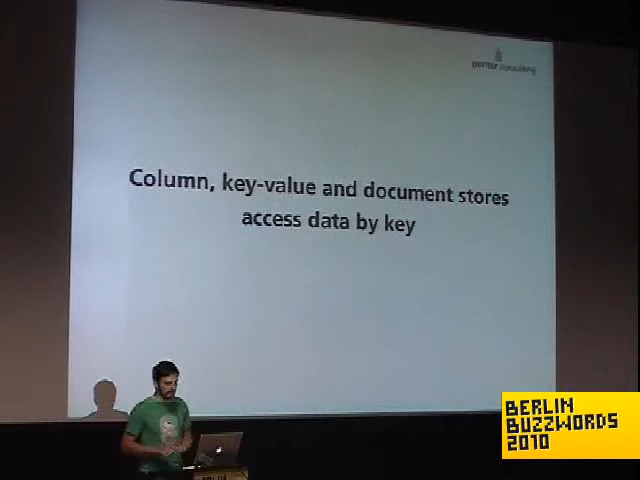 Column, key-value and document stores
access data by key
BERLIN
BUZZWORDS
2010